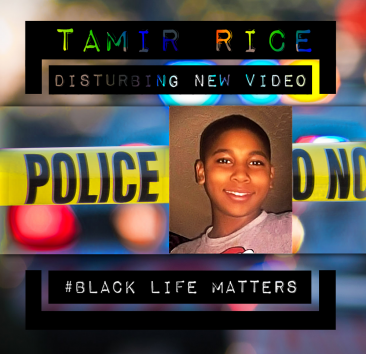 TAMIR RICE
DISTURBING NEW VIDEO
POLICE
O NO
#BLACK LIFE MATTERS